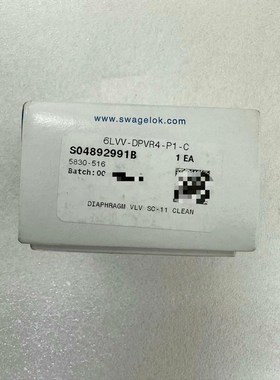 www.swagelok.com
6LVV-DPVR4-P1-C
S04892991B 1 EA
5830-516
Batch:00
DIAPHRAGM VLV SC-11 CLEAN